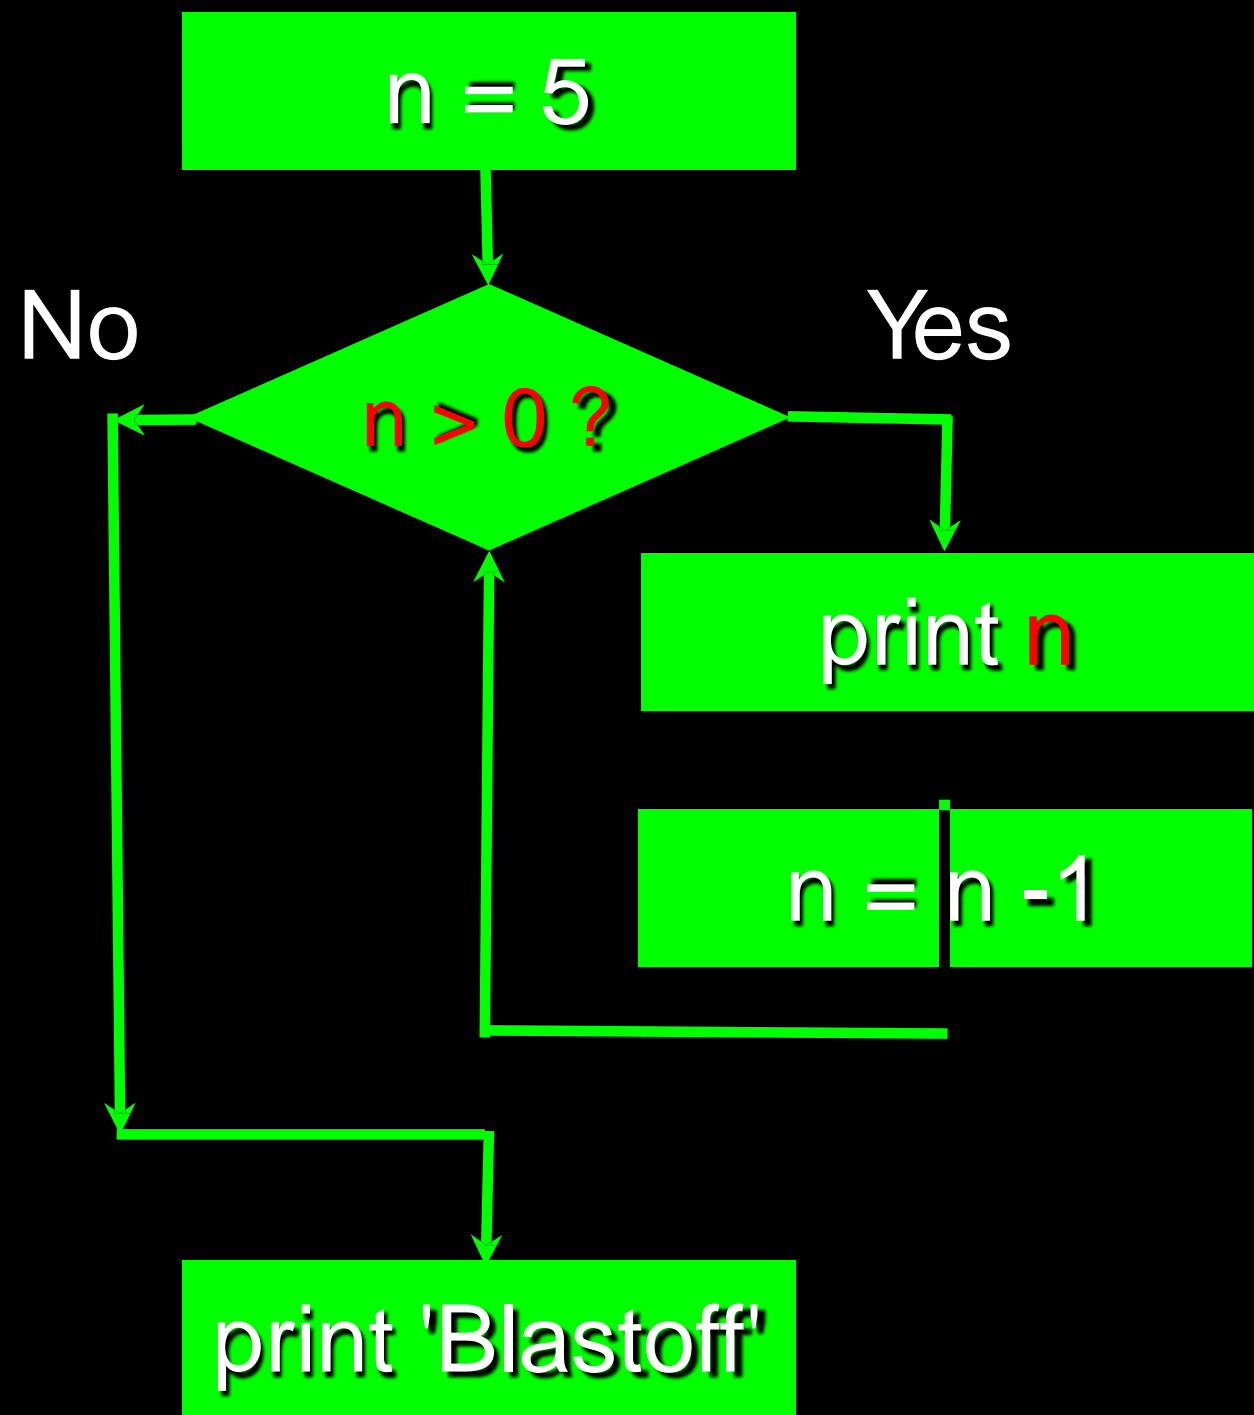 n = 5
No
Yes
n > 0 ?
print n
n = n -1
print 'Blastoff'